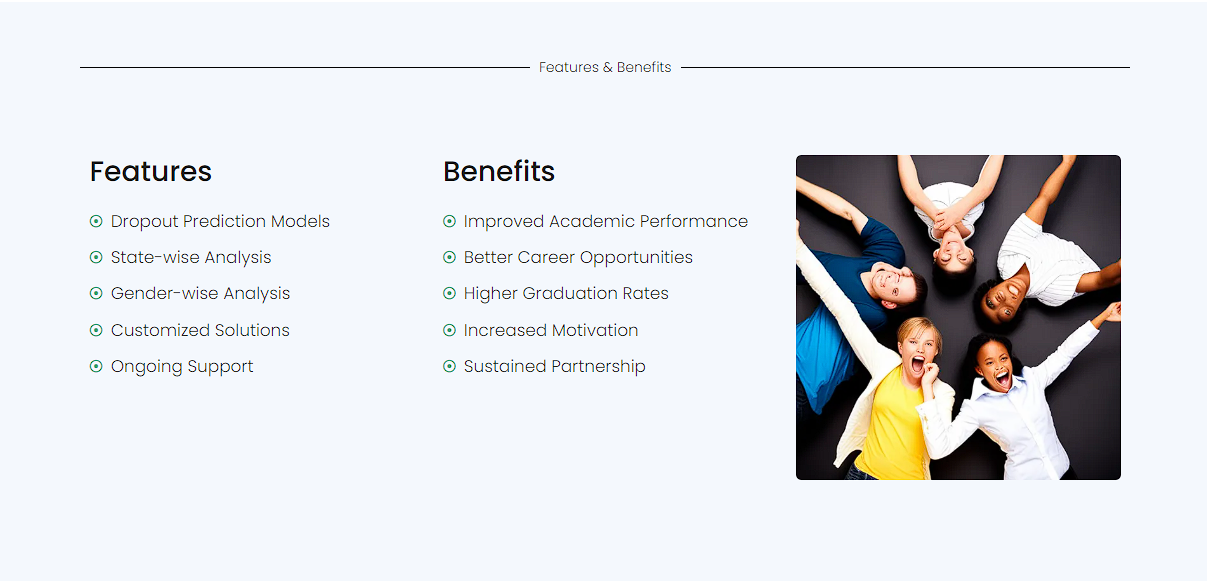 Features & Benefits
Features
Dropout Prediction Models
State-wise Analysis
Gender-wise Analysis
Customized Solutions
Ongoing Support
Benefits
Improved Academic Performance
Better Career Opportunities
Higher Graduation Rates
Increased Motivation
Sustained Partnership